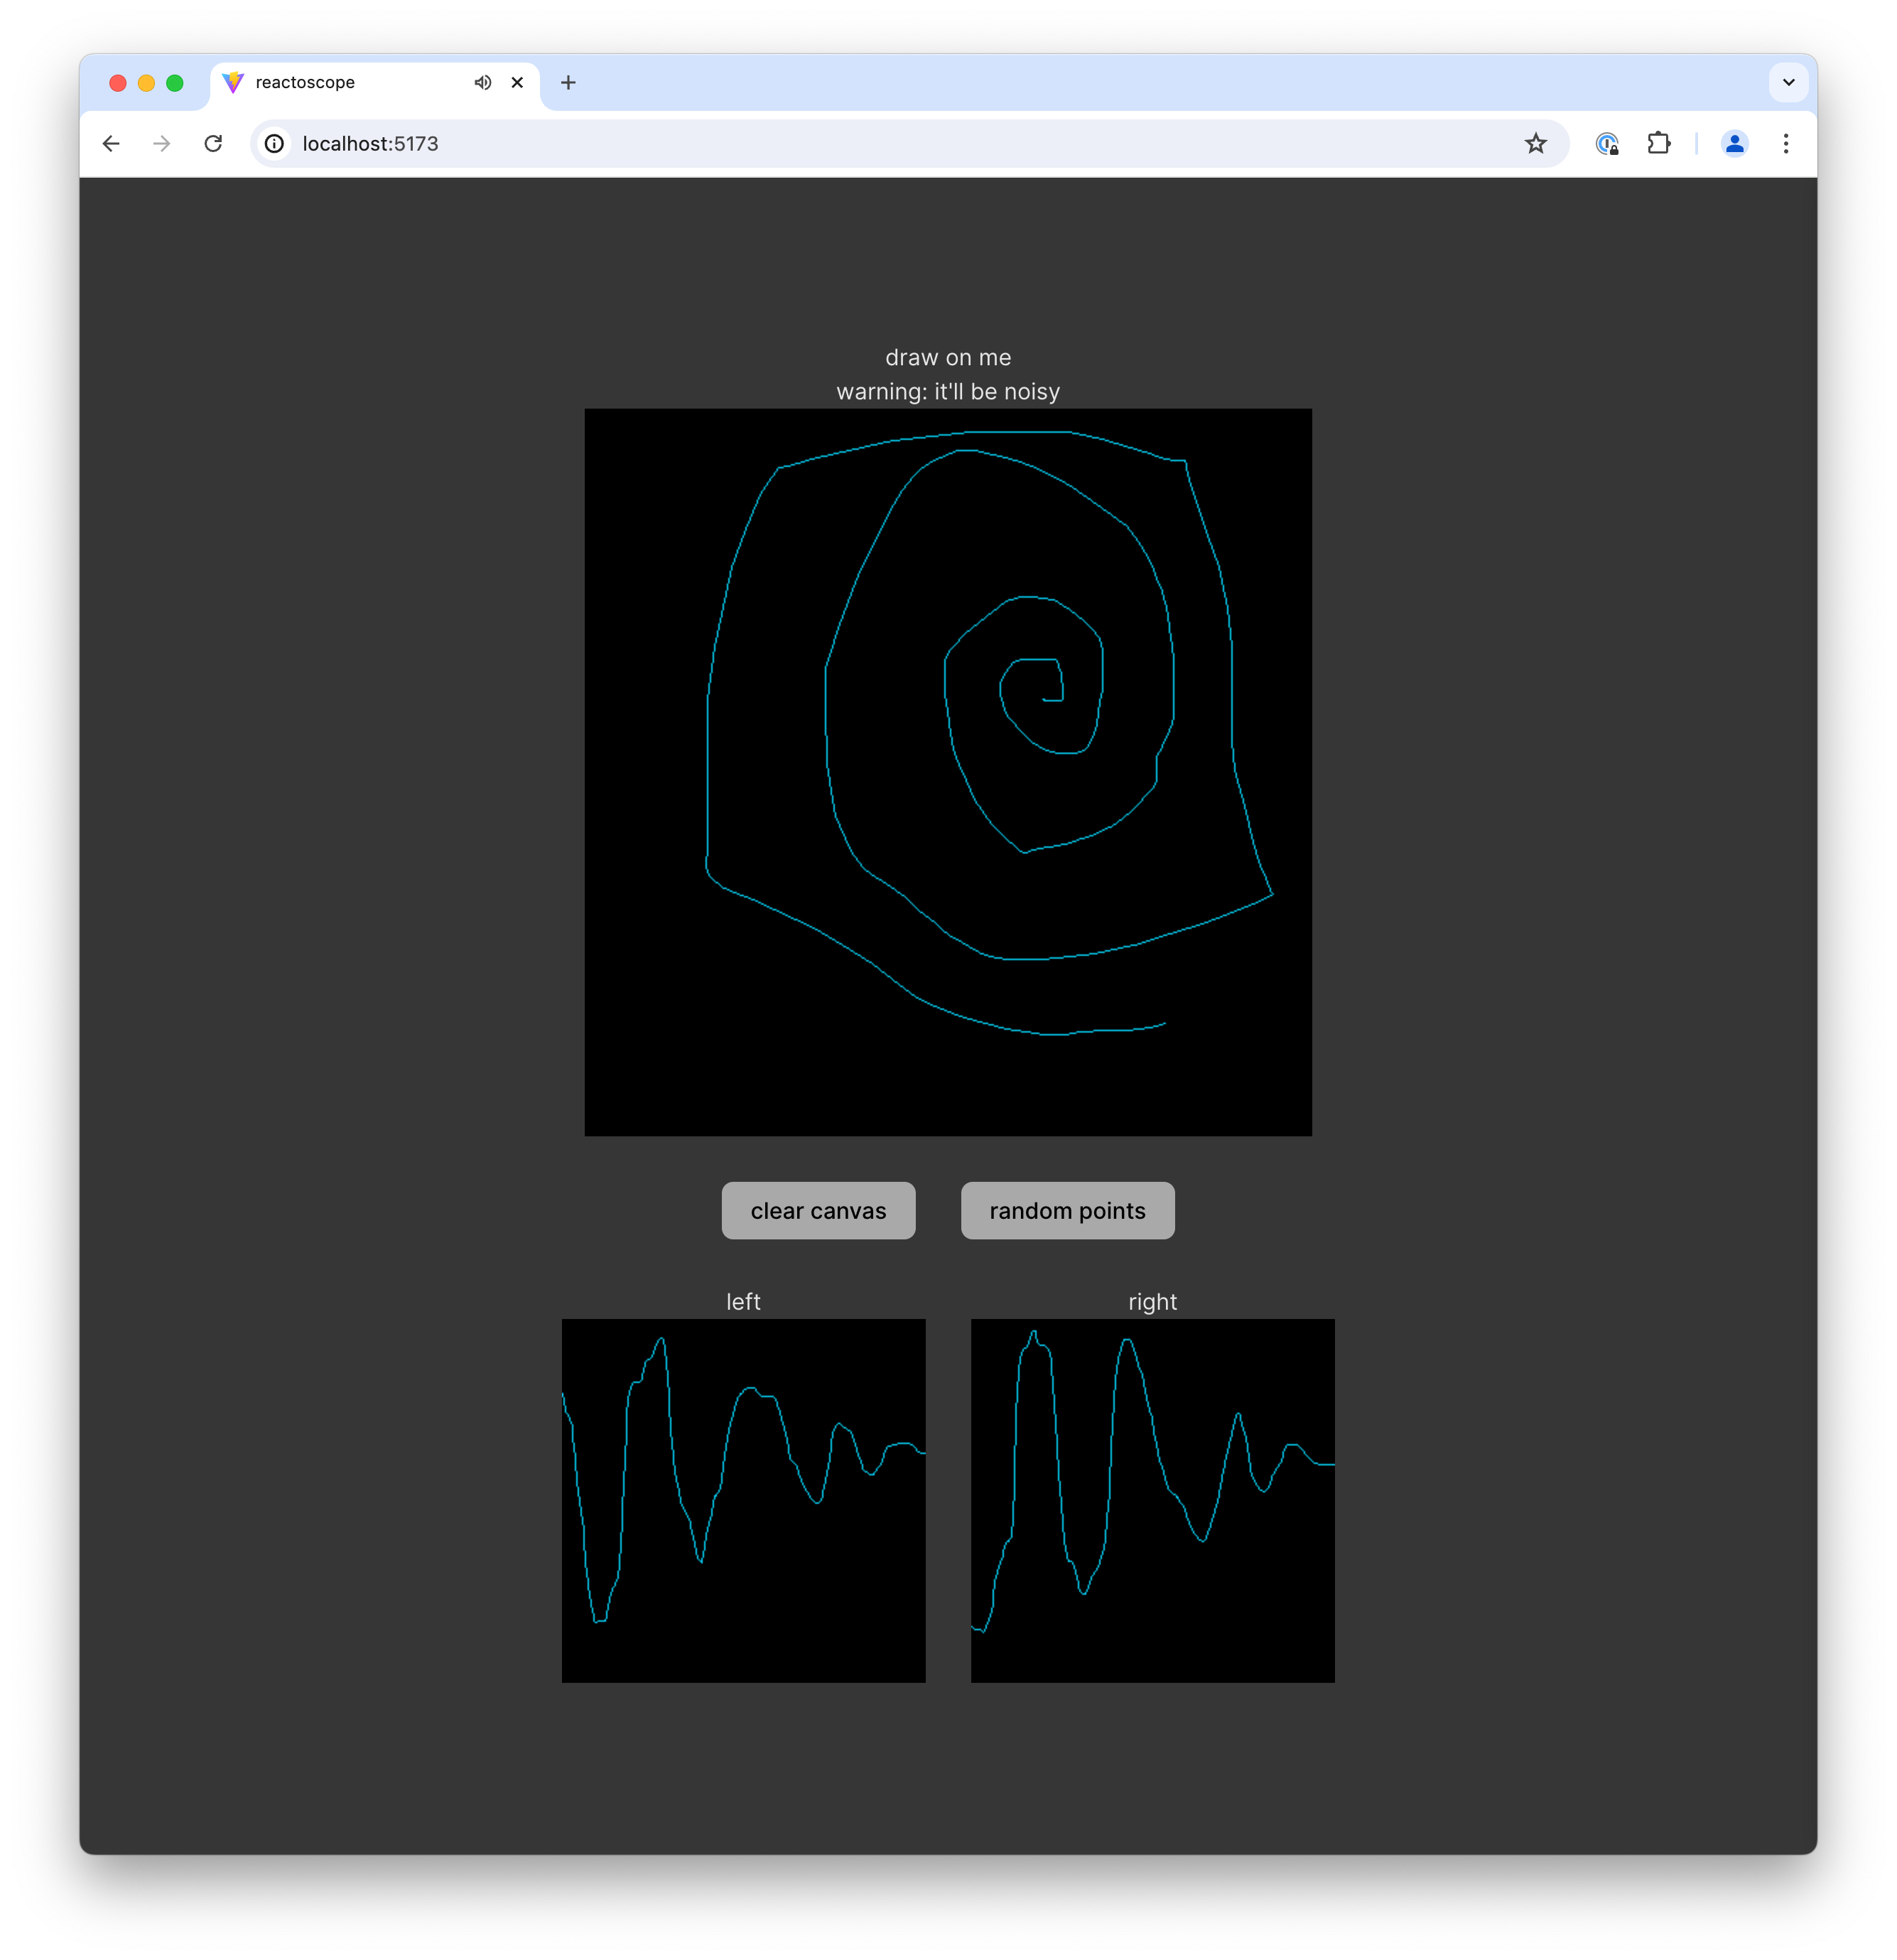 reactoscope
localhost:5173
draw on me
warning: it'll be noisy
clear canvas
random points
left
right